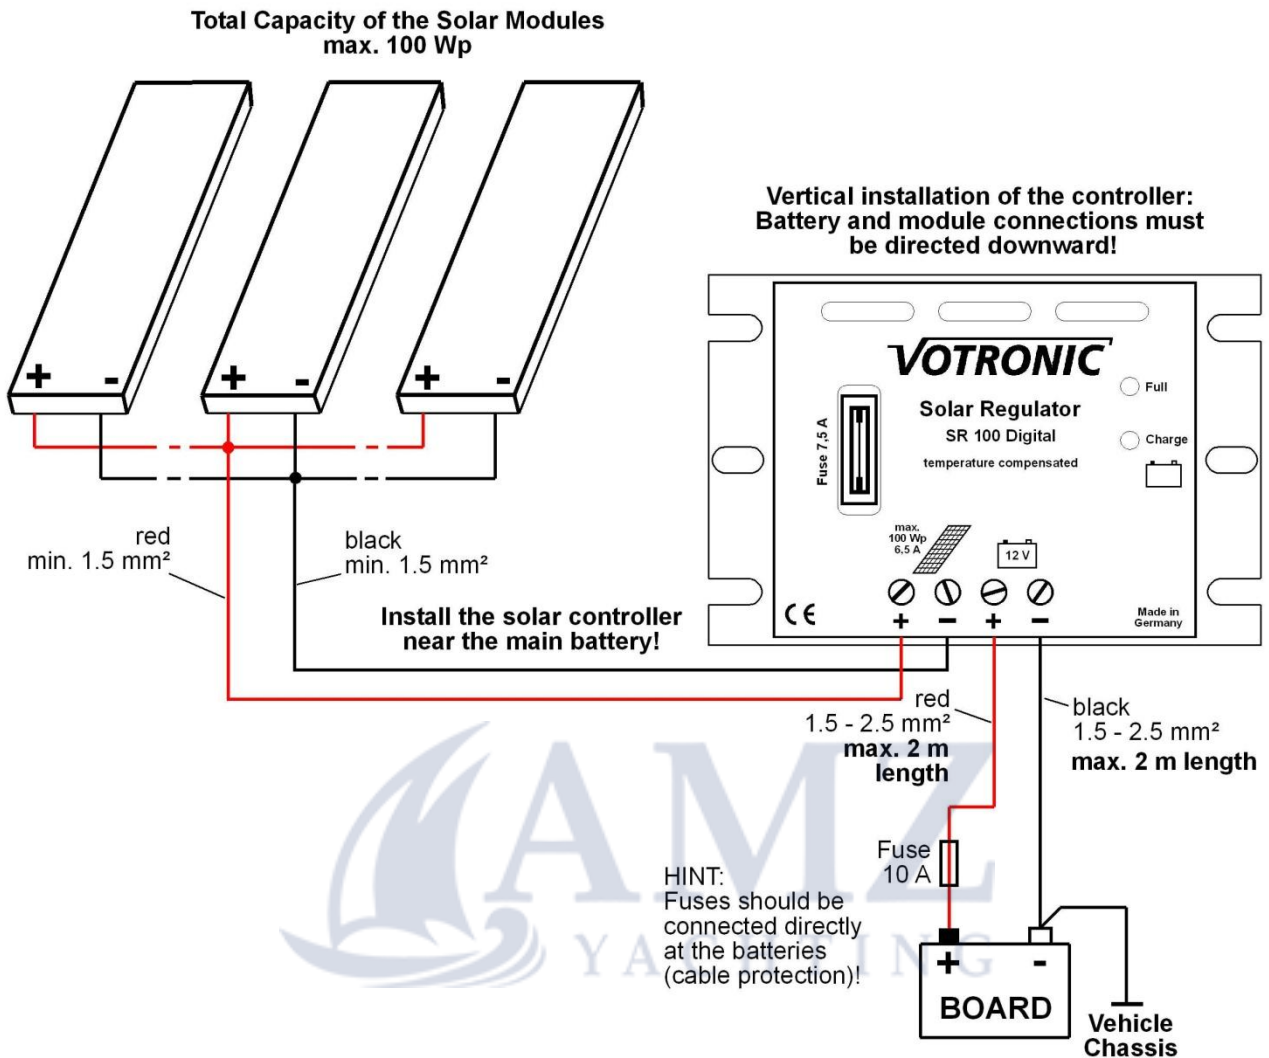 Total Capacity of the Solar Modules
max. 100 Wp
+ -
+ -
+ -
Vertical installation of the controller:
Battery and module connections must
be directed downward!
VOTRONIC
Solar Regulator
SR 100 Digital
temperature compensated
Full
Charge
Fuse 7,5 A
max.
100 Wp
6,5 A
12 V
+ − + −
CE
Made in
Germany
red
min. 1.5 mm²
black
min. 1.5 mm²
Install the solar controller
near the main battery!
red
1.5 - 2.5 mm²
max. 2 m
length
black
1.5 - 2.5 mm²
max. 2 m length
Fuse
10 A
HINT:
Fuses should be
connected directly
at the batteries
(cable protection)!
+ -
BOARD
Vehicle
Chassis
AMZ
YACHTING